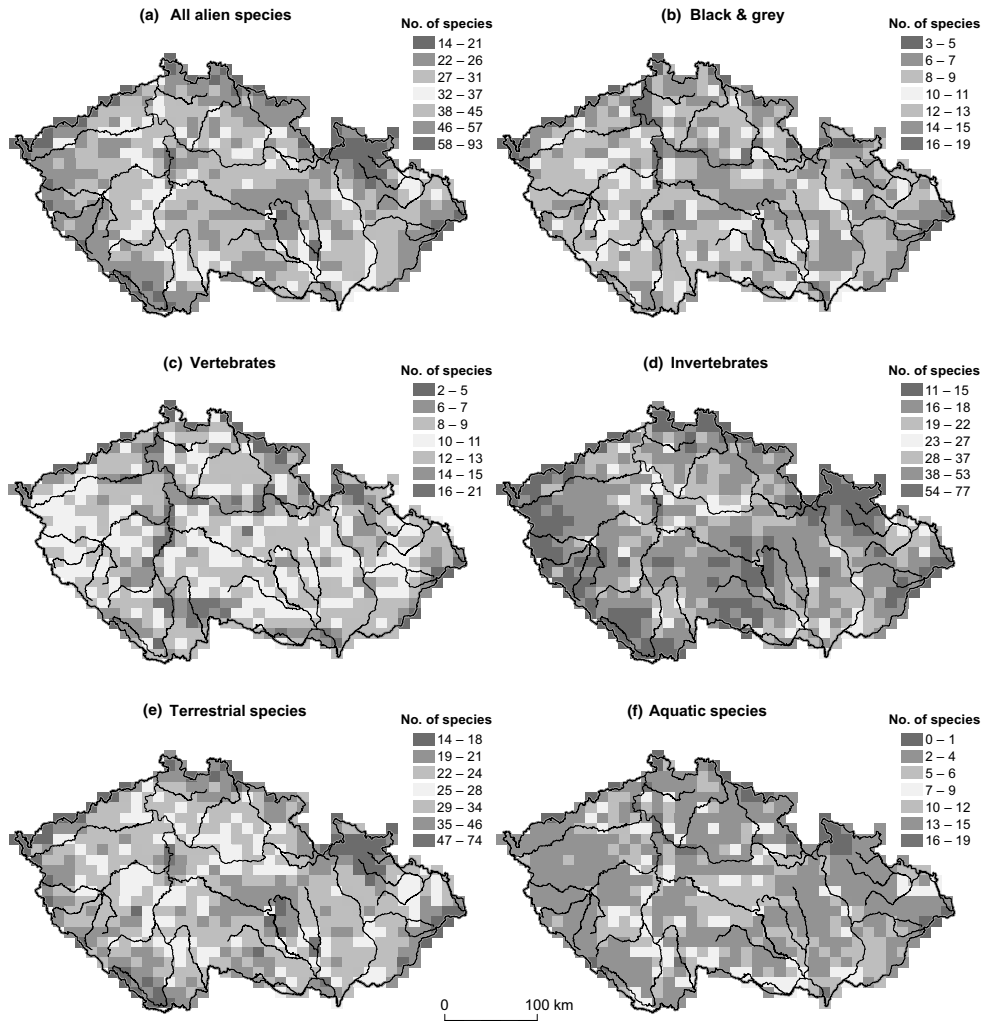 (a) All alien species
No. of species
14 – 21
22 – 26
27 – 31
32 – 37
38 – 45
46 – 57
58 – 93
(b) Black & grey
No. of species
3 – 5
6 – 7
8 – 9
10 – 11
12 – 13
14 – 15
16 – 19
(c) Vertebrates
No. of species
2 – 5
6 – 7
8 – 9
10 – 11
12 – 13
14 – 15
16 – 21
(d) Invertebrates
No. of species
11 – 15
16 – 18
19 – 22
23 – 27
28 – 37
38 – 53
54 – 77
(e) Terrestrial species
No. of species
14 – 18
19 – 21
22 – 24
25 – 28
29 – 34
35 – 46
47 – 74
(f) Aquatic species
No. of species
0 – 1
2 – 4
5 – 6
7 – 9
10 – 12
13 – 15
16 – 19
0 100 km